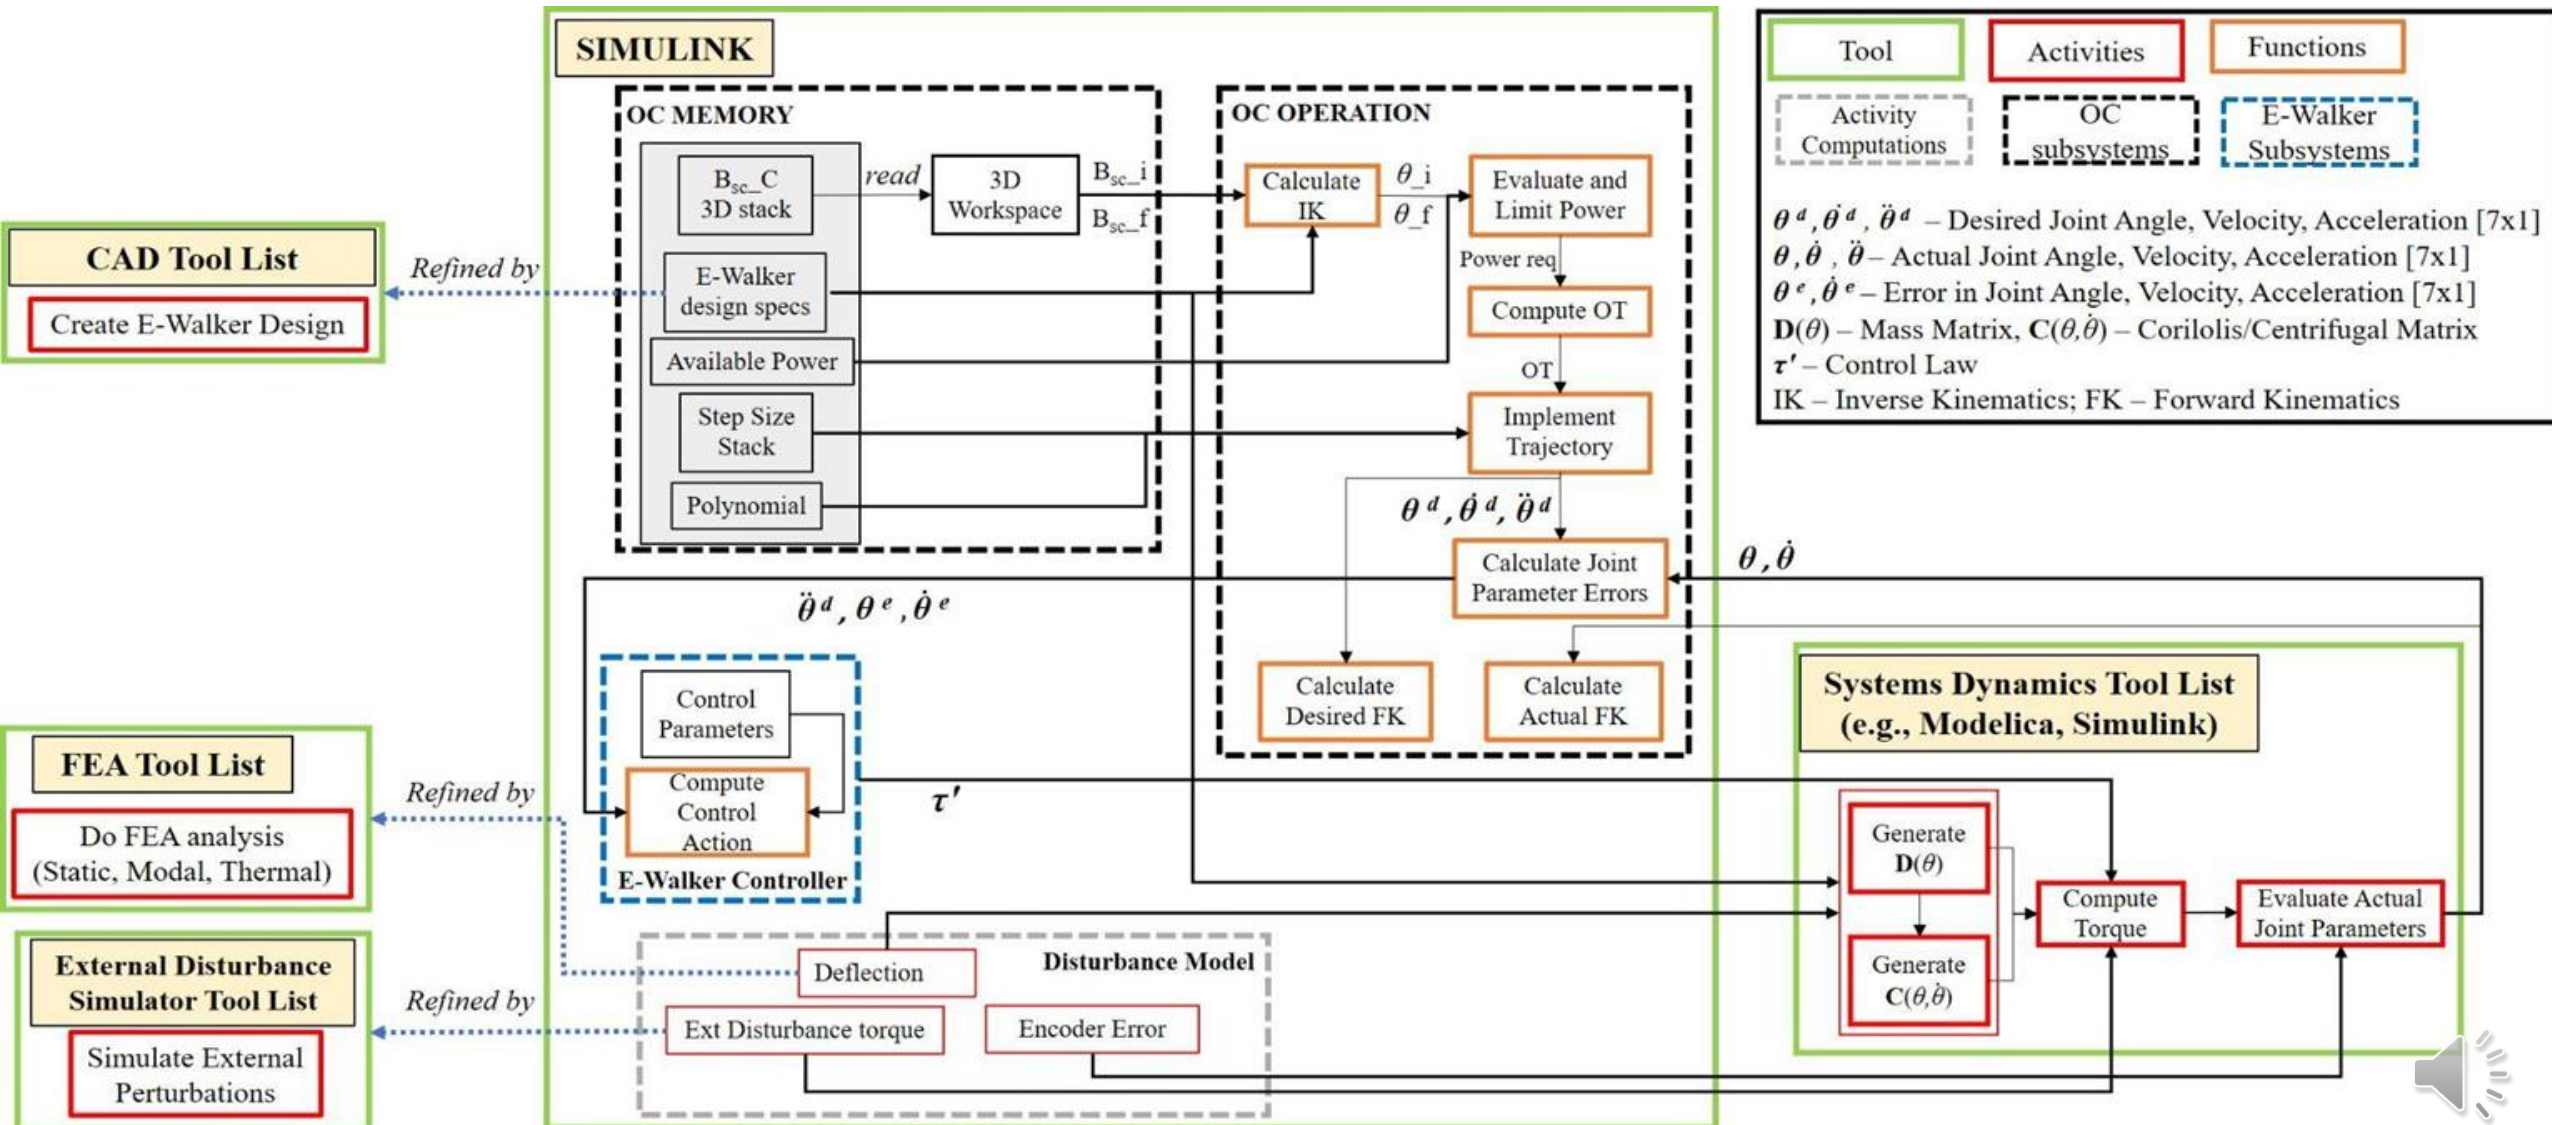 SIMULINK
OC MEMORY
B_sc_C
3D stack
read
3D
Workspace
B_sc_i
B_sc_f
E-Walker
design specs
Available Power
Step Size
Stack
Polynomial
OC OPERATION
Calculate
IK
θ_i
θ_f
Evaluate and
Limit Power
Power req
Compute OT
OT
Implement
Trajectory
θ^d, θ̇^d, θ̈^d
Calculate Joint
Parameter Errors
Calculate
Desired FK
Calculate
Actual FK
θ, θ̇
θ̈^d, θ^e, θ̇^e
CAD Tool List
Create E-Walker Design
Refined by
Control
Parameters
Compute
Control
Action
E-Walker Controller
τ'
FEA Tool List
Do FEA analysis
(Static, Modal, Thermal)
Refined by
External Disturbance
Simulator Tool List
Simulate External
Perturbations
Refined by
Disturbance Model
Deflection
Ext Disturbance torque
Encoder Error
Systems Dynamics Tool List
(e.g., Modelica, Simulink)
Generate
D(θ)
Generate
C(θ,θ̇)
Compute
Torque
Evaluate Actual
Joint Parameters
Tool
Activities
Functions
Activity
Computations
OC
subsystems
E-Walker
Subsystems
θ^d, θ̇^d, θ̈^d – Desired Joint Angle, Velocity, Acceleration [7x1]
θ, θ̇, θ̈ – Actual Joint Angle, Velocity, Acceleration [7x1]
θ^e, θ̇^e – Error in Joint Angle, Velocity, Acceleration [7x1]
D(θ) – Mass Matrix, C(θ,θ̇) – Corilolis/Centrifugal Matrix
τ' – Control Law
IK – Inverse Kinematics; FK – Forward Kinematics